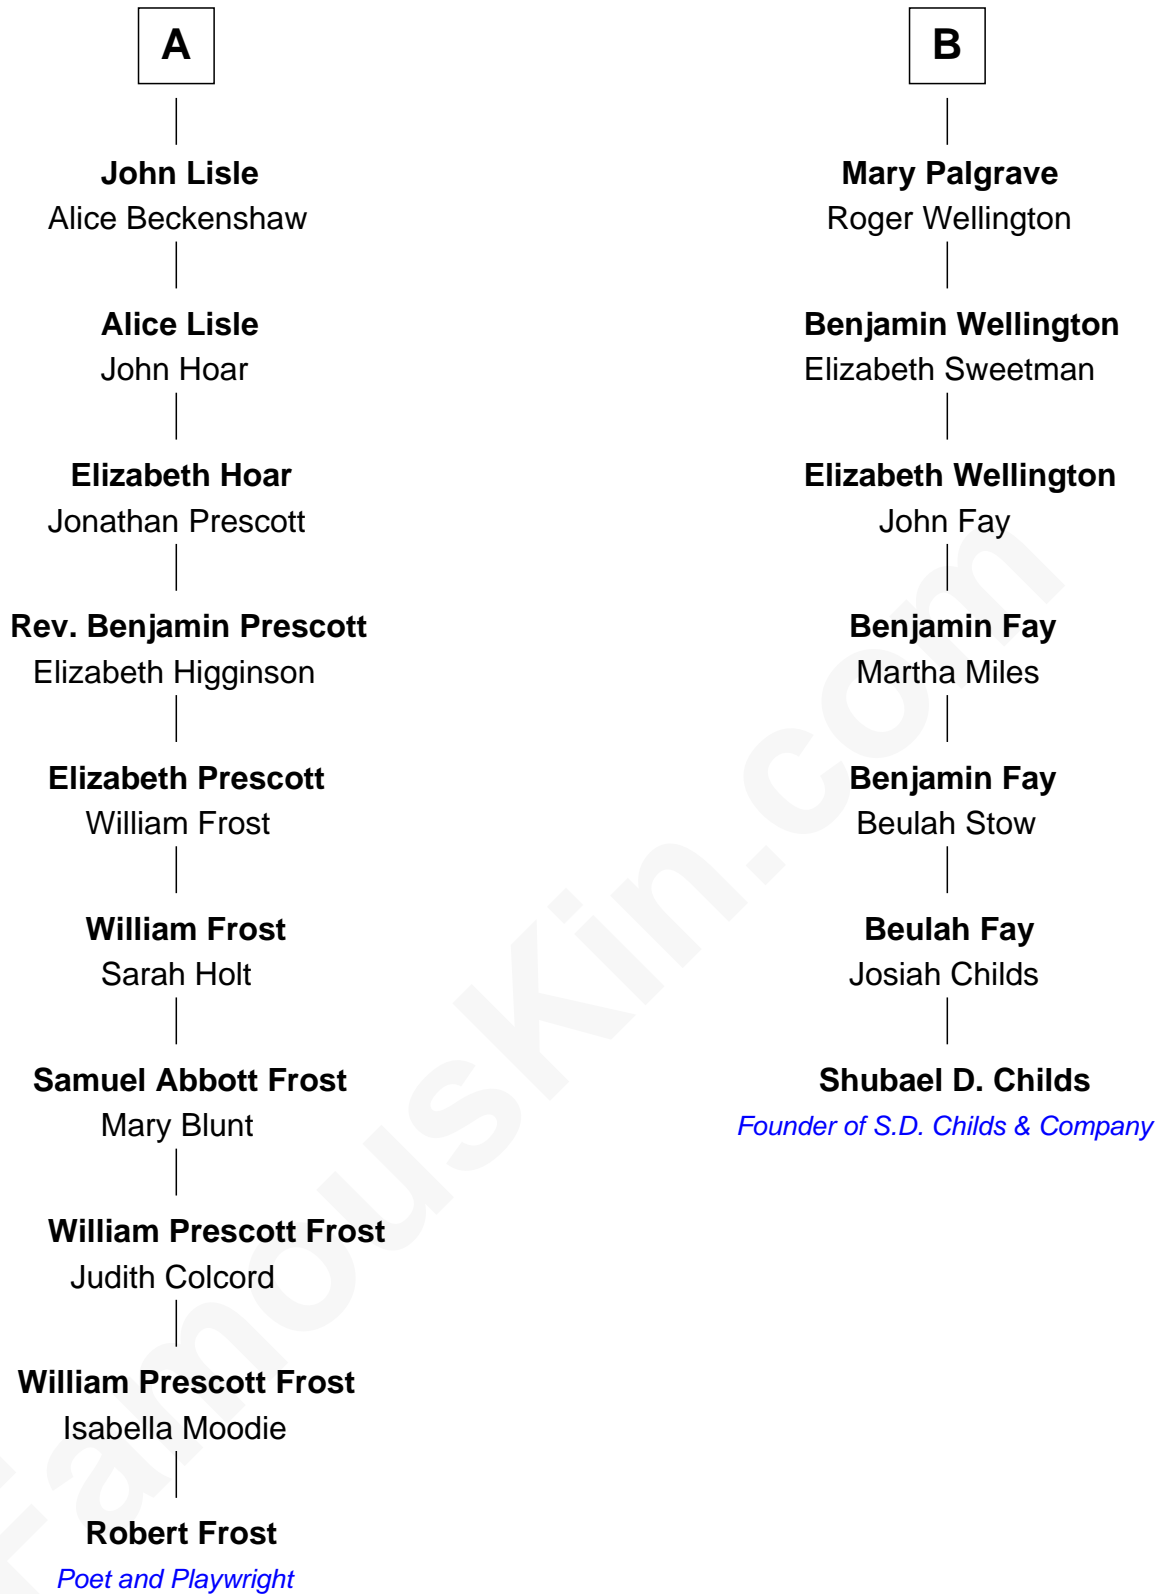 A
John Lisle
Alice Beckenshaw
Alice Lisle
John Hoar
Elizabeth Hoar
Jonathan Prescott
Rev. Benjamin Prescott
Elizabeth Higginson
Elizabeth Prescott
William Frost
William Frost
Sarah Holt
Samuel Abbott Frost
Mary Blunt
William Prescott Frost
Judith Colcord
William Prescott Frost
Isabella Moodie
Robert Frost
Poet and Playwright
B
Mary Palgrave
Roger Wellington
Benjamin Wellington
Elizabeth Sweetman
Elizabeth Wellington
John Fay
Benjamin Fay
Martha Miles
Benjamin Fay
Beulah Stow
Beulah Fay
Josiah Childs
Shubael D. Childs
Founder of S.D. Childs & Company
FamousKin.com